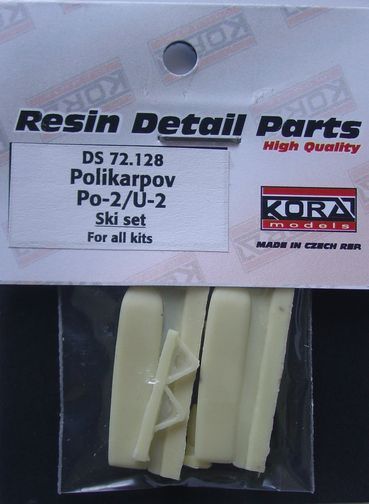 Resin Detail Parts
High Quality
DS 72.128
Polikarpov
Po-2/U-2
Ski set
For all kits
KORA
models
MADE IN CZECH REP.